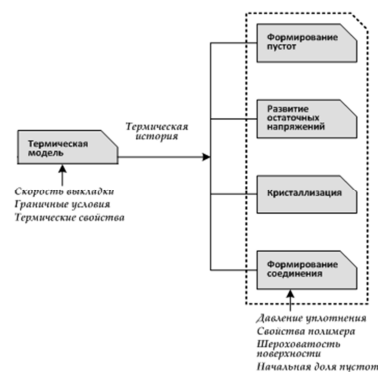 Формирование
пустот
Термическая
история
Развитие
остаточных
напряжений
Термическая
модель
Скорость выкладки
Граничные условия
Термические свойства
Кристаллизация
Формирование
соединения
Давление уплотнения
Свойства полимера
Шероховатость
поверхности
Начальная доля пустот